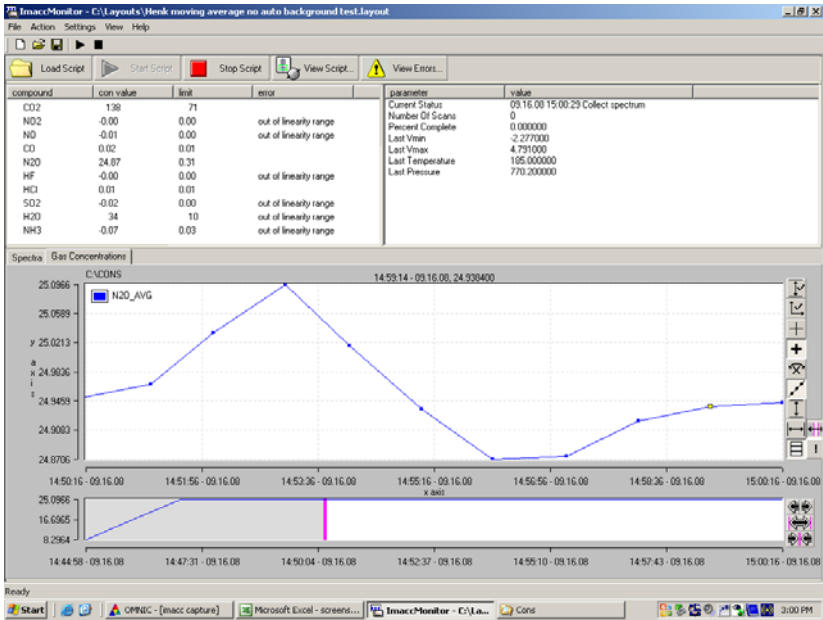 ImaccMonitor - C:\Layouts\Henk moving average no auto background test.layout
File Action Settings View Help
Load Script Start Script Stop Script View Script... View Errors...
compound con value limit error
CO2 138 71
NO2 -0.00 0.00 out of linearity range
NO -0.01 0.00 out of linearity range
CO 0.02 0.01
N2O 24.87 0.31
HF -0.00 0.00 out of linearity range
HCl 0.01 0.01
SO2 -0.02 0.00 out of linearity range
H2O 34 10 out of linearity range
NH3 -0.07 0.03 out of linearity range
parameter value
Current Status 09.16.08 15:00:29 Collect spectrum
Number Of Scans 0
Percent Complete 0.000000
Last Vmin -2.277000
Last Vmax 4.791000
Last Temperature 185.000000
Last Pressure 770.200000
Spectra Gas Concentrations
C:\CONS 14:59:14 - 09.16.08, 24.938400
N2O_AVG
25.0966
25.0589
25.0213
24.9836
24.9459
24.9083
24.8706
y axis
14:50:16 - 09.16.08 14:51:56 - 09.16.08 14:53:36 - 09.16.08 14:55:16 - 09.16.08 14:56:56 - 09.16.08 14:58:36 - 09.16.08 15:00:16 - 09.16.08
x axis
25.0966
16.6965
8.2964
14:44:58 - 09.16.08 14:47:31 - 09.16.08 14:50:04 - 09.16.08 14:52:37 - 09.16.08 14:55:10 - 09.16.08 14:57:43 - 09.16.08 15:00:16 - 09.16.08
Ready
Start OMNIC - [imacc capture] Microsoft Excel - screens... ImaccMonitor - C:\La... Cons 3:00 PM